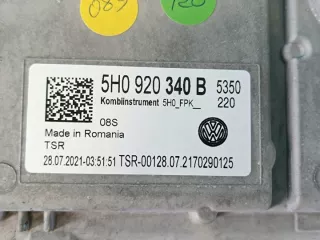 089
120
5H0 920 340 B 5350
Kombiinstrument 5H0_FPK__ 220
08S
Made in Romania
TSR
28.07.2021-03:51:51 TSR-00128.07.2170290125